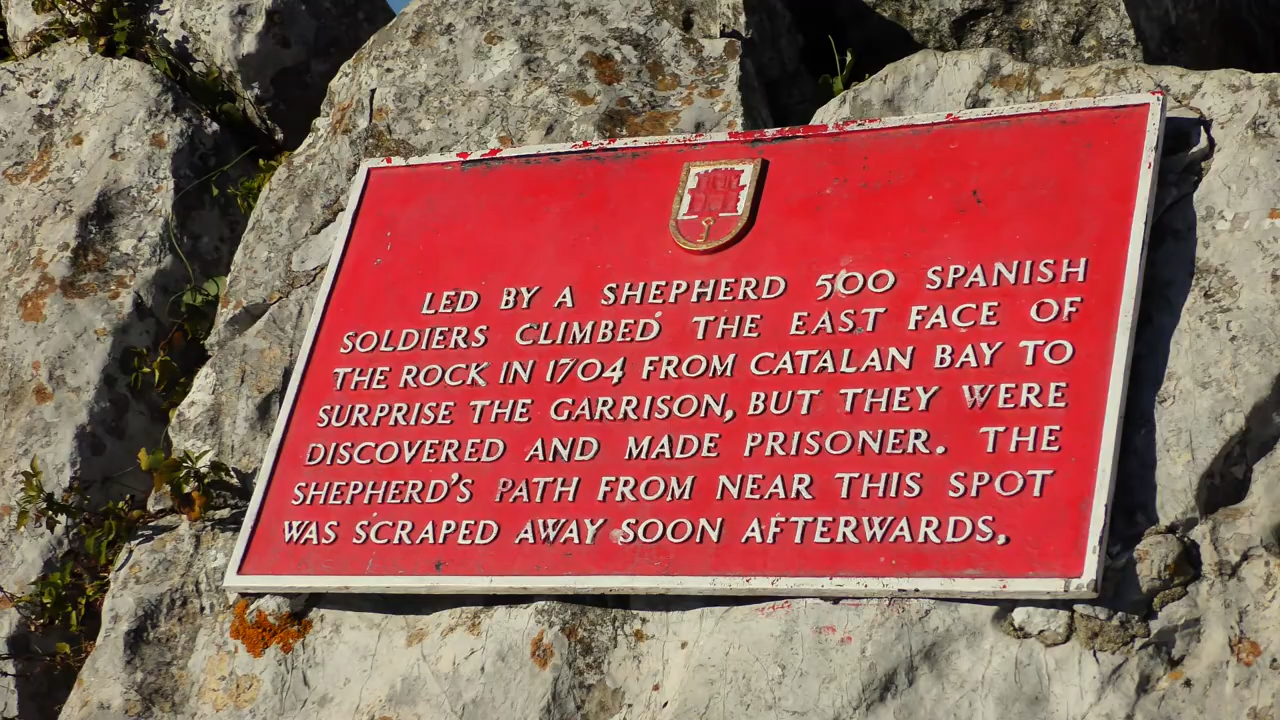 LED BY A SHEPHERD 500 SPANISH
SOLDIERS CLIMBED THE EAST FACE OF
THE ROCK IN 1704 FROM CATALAN BAY TO
SURPRISE THE GARRISON, BUT THEY WERE
DISCOVERED AND MADE PRISONER. THE
SHEPHERD'S PATH FROM NEAR THIS SPOT
WAS SCRAPED AWAY SOON AFTERWARDS.